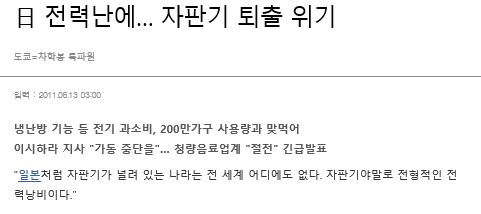 日 전력난에... 자판기 퇴출 위기
도쿄=차학봉 특파원
입력 : 2011.06.13 03:00
냉난방 기능 등 전기 과소비, 200만가구 사용량과 맞먹어
이시하라 지사 "가동 중단을"... 청량음료업계 "절전" 긴급발표
"일본처럼 자판기가 널려 있는 나라는 전 세계 어디에도 없다. 자판기야말로 전형적인 전
력낭비이다."